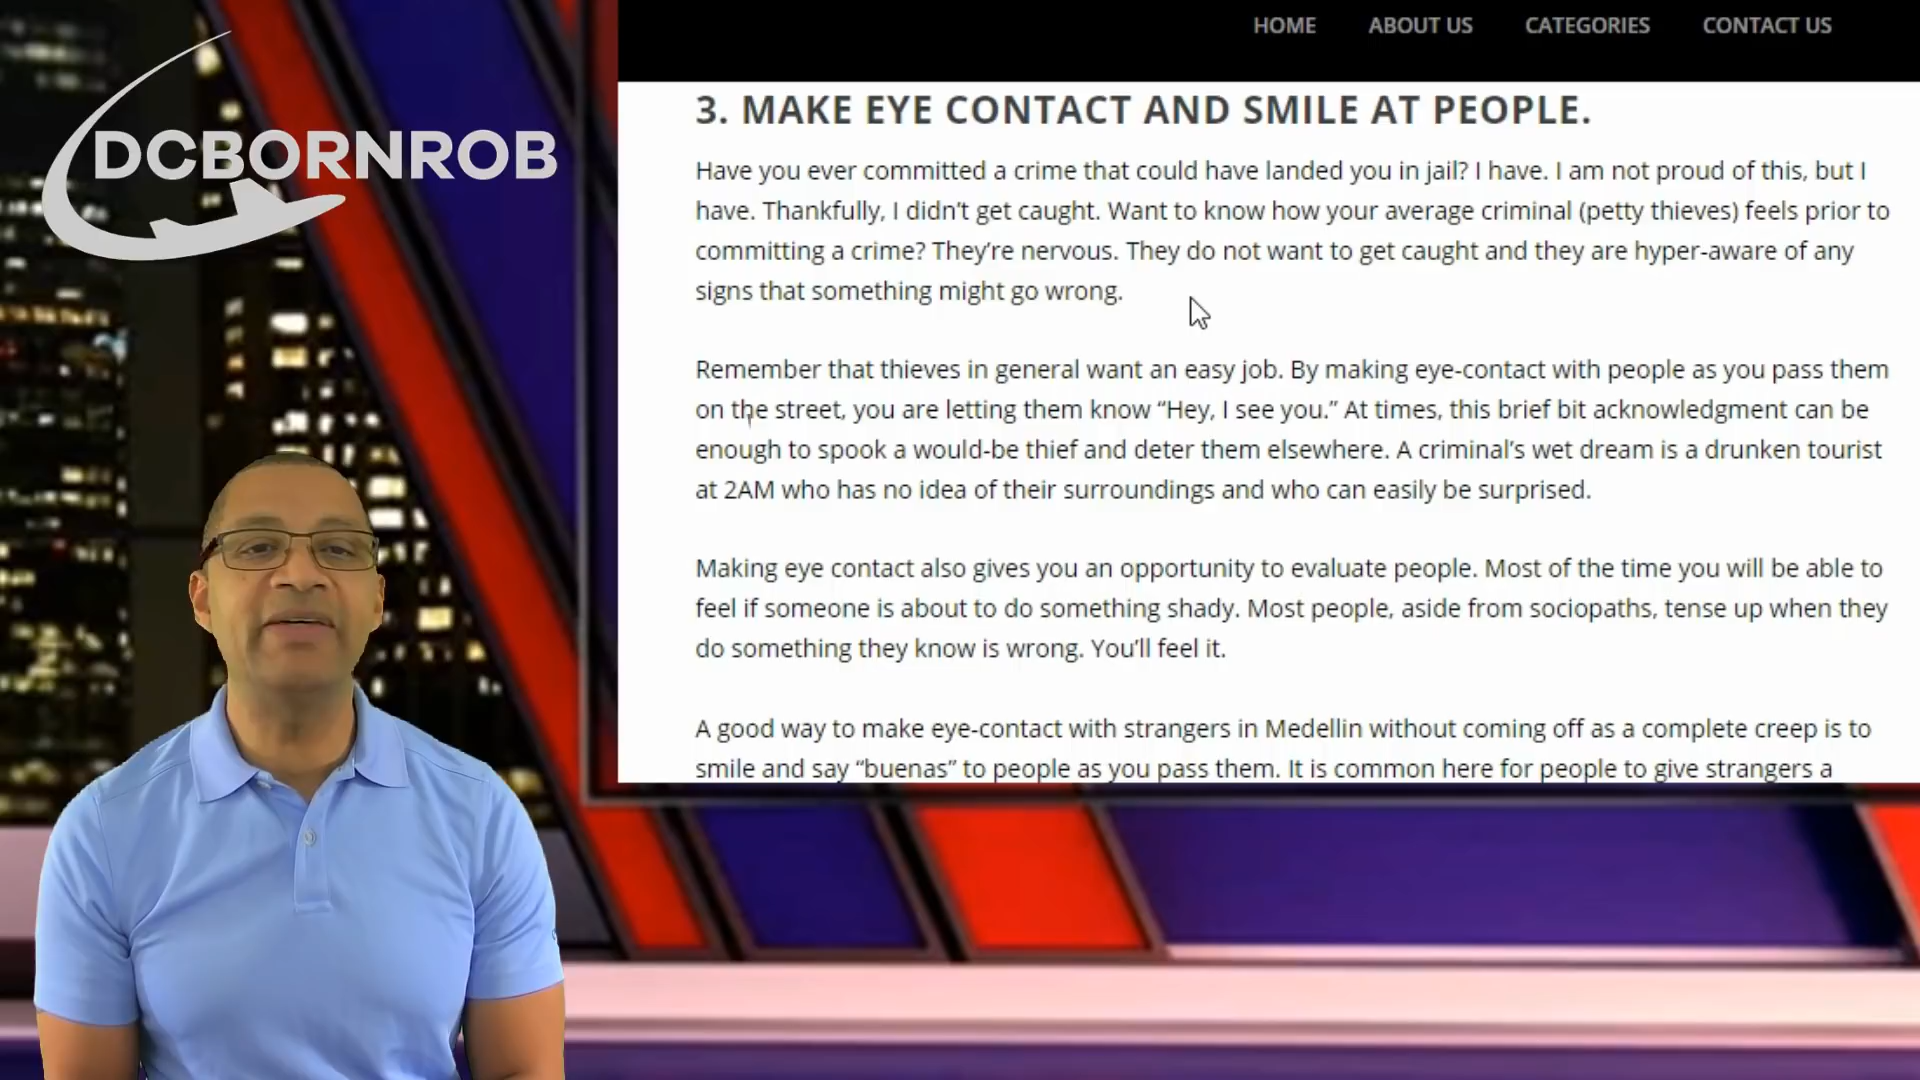 HOME ABOUT US CATEGORIES CONTACT US
DCBORNROB
3. MAKE EYE CONTACT AND SMILE AT PEOPLE.
Have you ever committed a crime that could have landed you in jail? I have. I am not proud of this, but I
have. Thankfully, I didn't get caught. Want to know how your average criminal (petty thieves) feels prior to
committing a crime? They're nervous. They do not want to get caught and they are hyper-aware of any
signs that something might go wrong.
Remember that thieves in general want an easy job. By making eye-contact with people as you pass them
on the street, you are letting them know “Hey, I see you.” At times, this brief bit acknowledgment can be
enough to spook a would-be thief and deter them elsewhere. A criminal's wet dream is a drunken tourist
at 2AM who has no idea of their surroundings and who can easily be surprised.
Making eye contact also gives you an opportunity to evaluate people. Most of the time you will be able to
feel if someone is about to do something shady. Most people, aside from sociopaths, tense up when they
do something they know is wrong. You'll feel it.
A good way to make eye-contact with strangers in Medellin without coming off as a complete creep is to
smile and say “buenas” to people as you pass them. It is common here for people to give strangers a